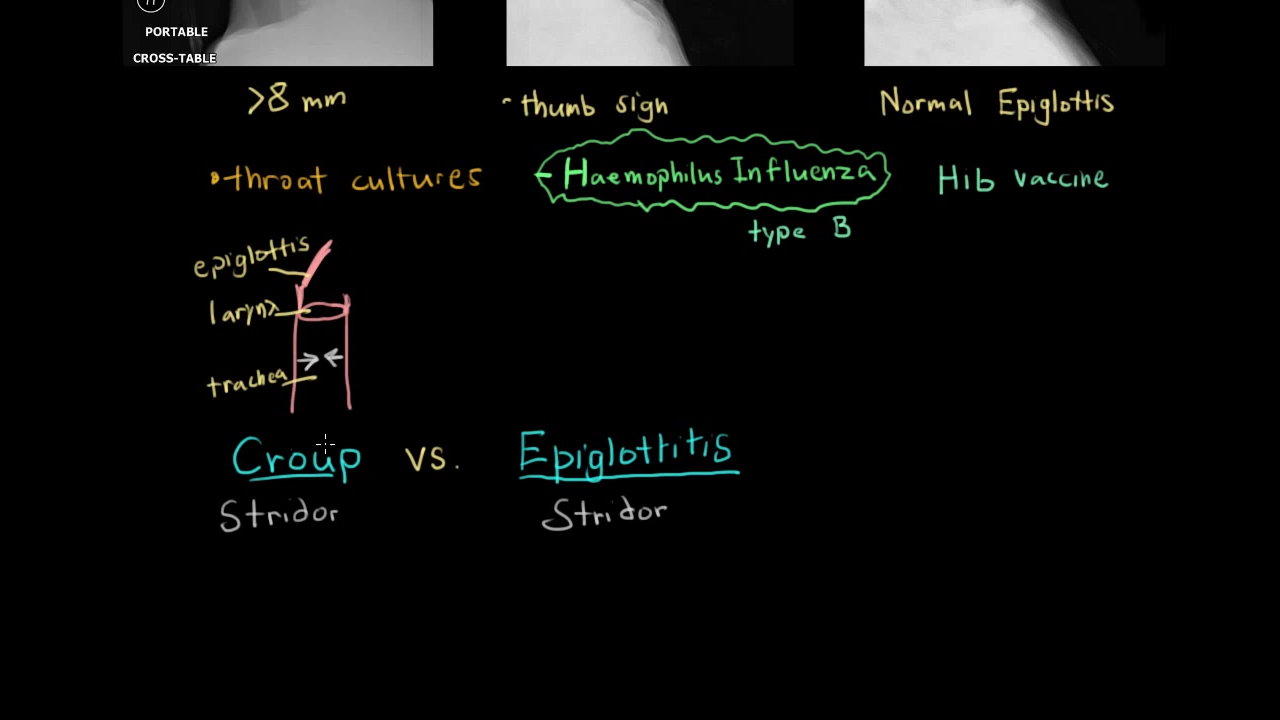 PORTABLE
CROSS-TABLE
>8 mm
- thumb sign
Normal Epiglottis
•throat cultures
- Haemophilus Influenza
Hib vaccine
type B
epiglottis
larynx
trachea
Croup vs. Epiglottitis
Stridor Stridor